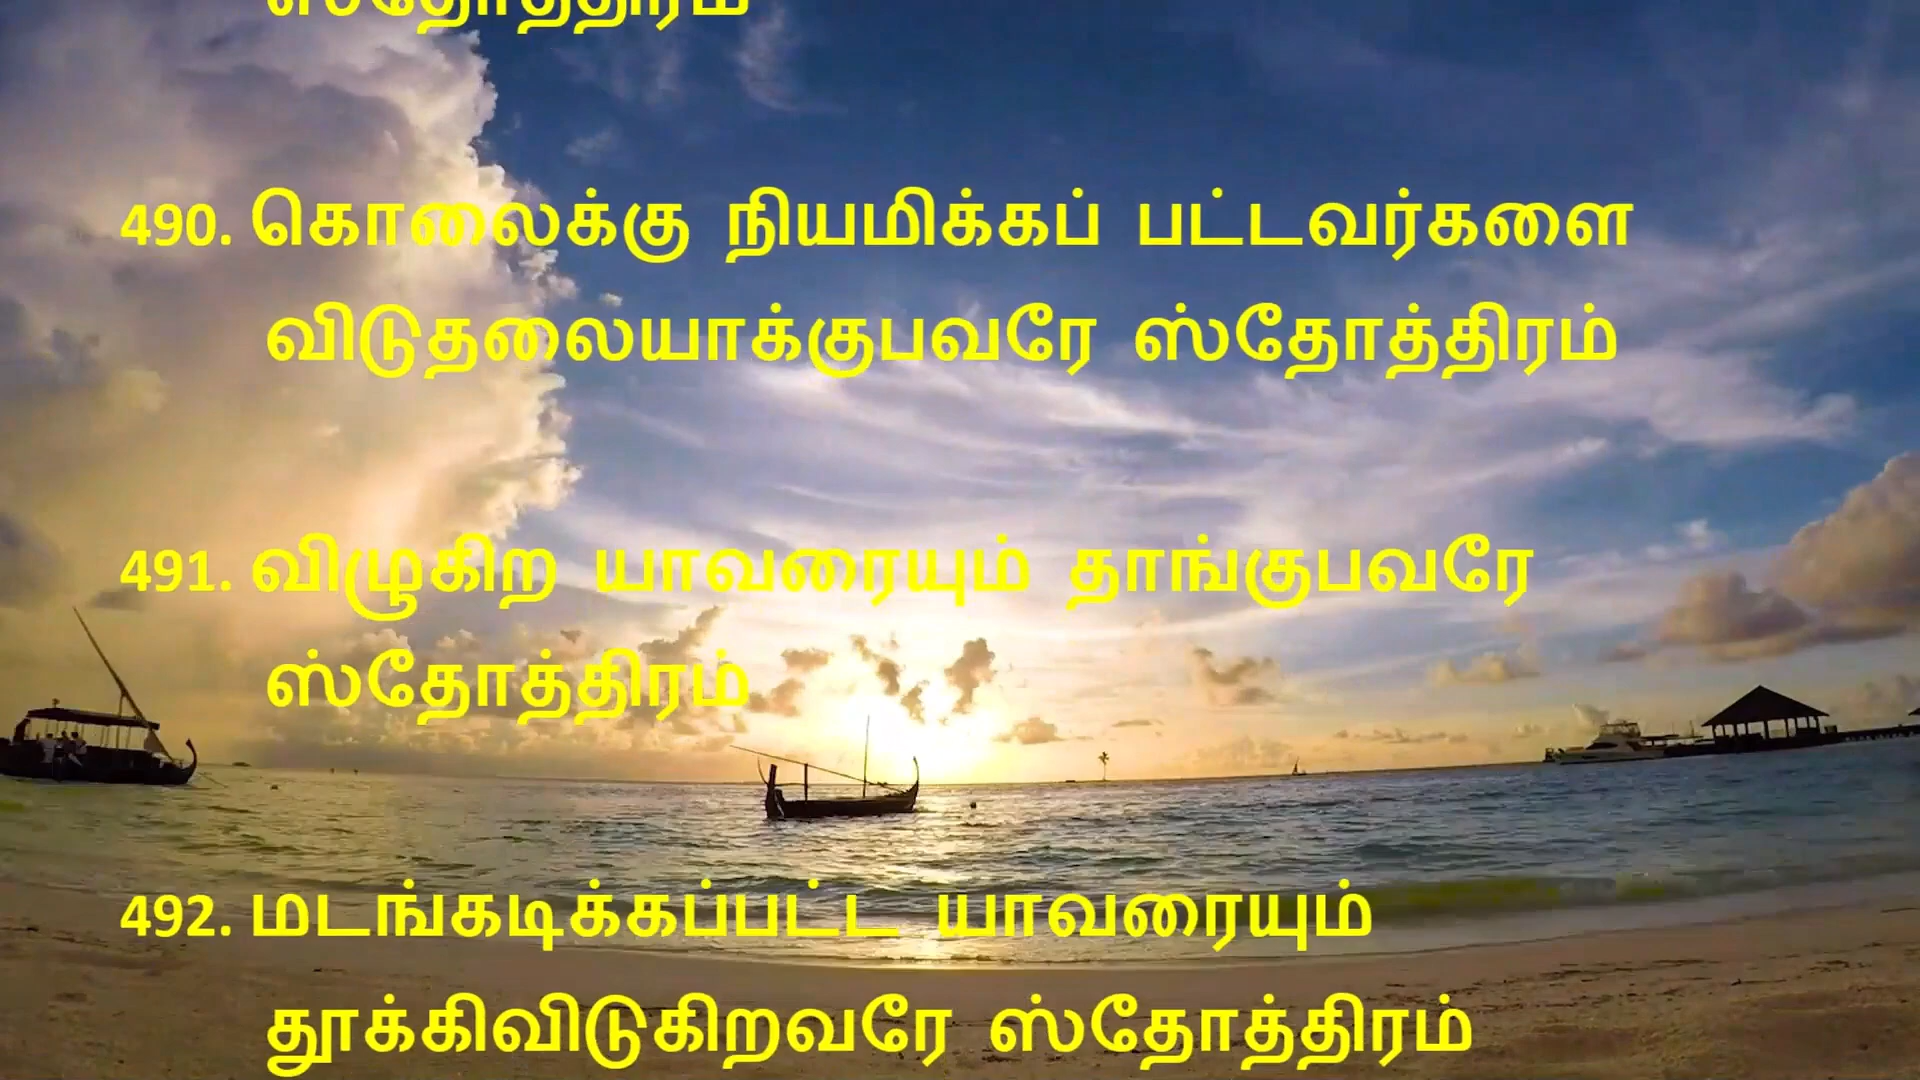 ஸ்தோத்திரம்
490. கொலைக்கு நியமிக்கப் பட்டவர்களை
விடுதலையாக்குபவரே ஸ்தோத்திரம்
491. விழுகிற யாவரையும் தாங்குபவரே
ஸ்தோத்திரம்
492. மடங்கடிக்கப்பட்ட யாவரையும்
தூக்கிவிடுகிறவரே ஸ்தோத்திரம்